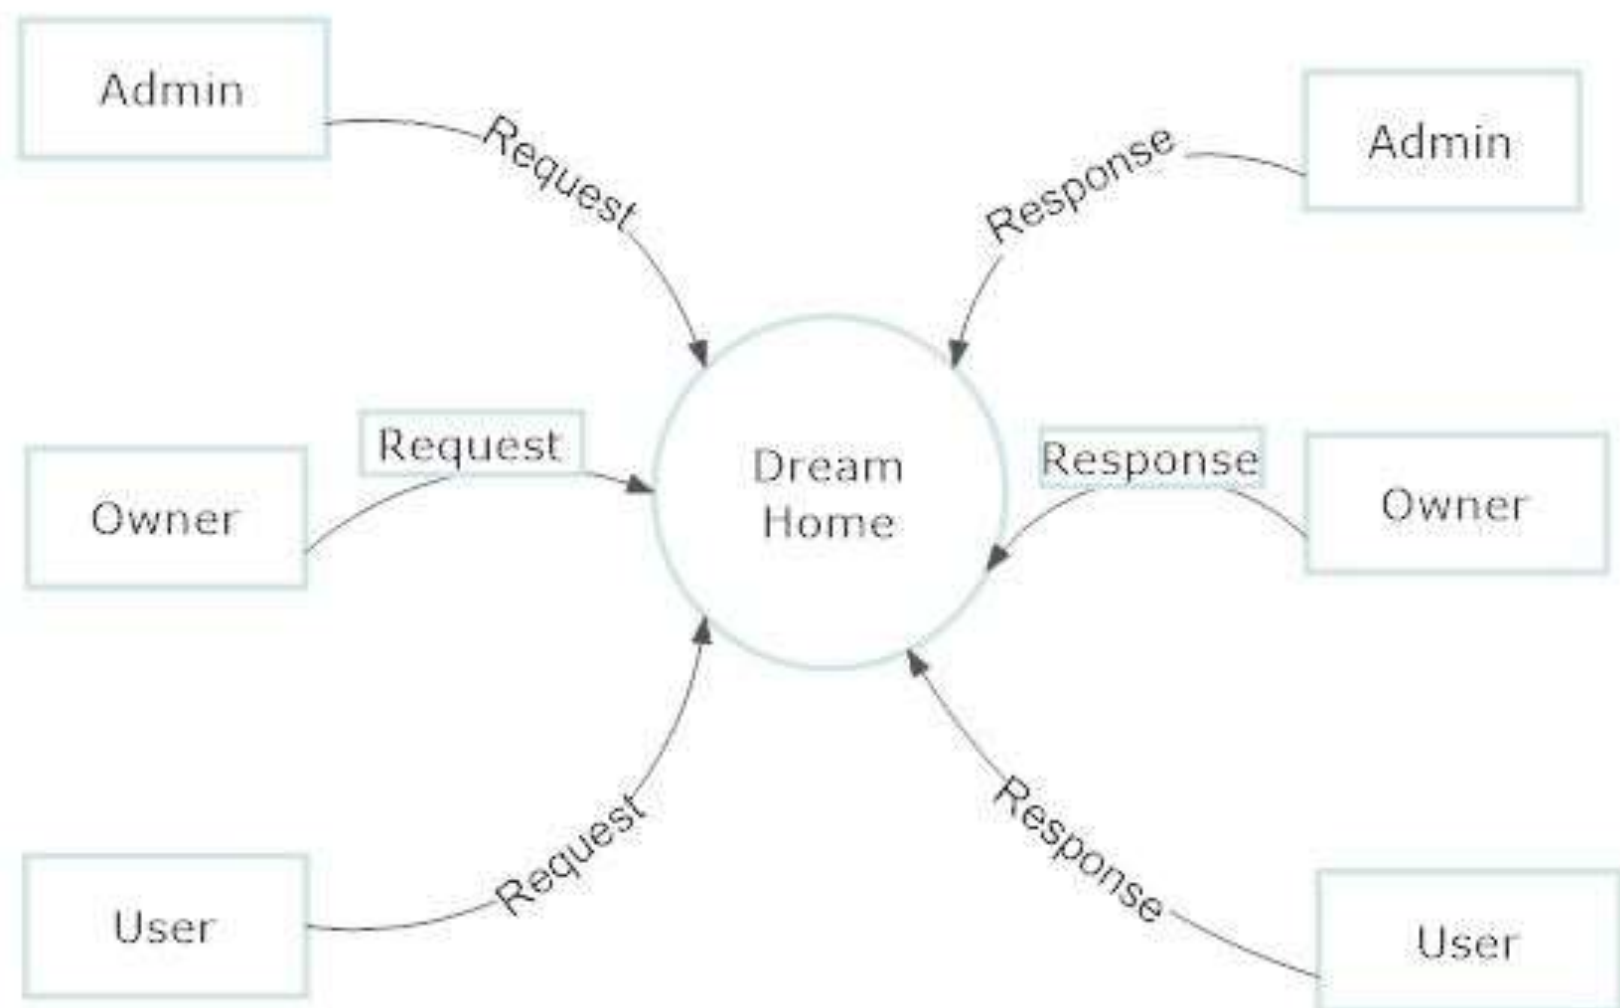 Admin
Request
Response
Admin
Owner
Request
Dream
Home
Response
Owner
User
Request
Response
User